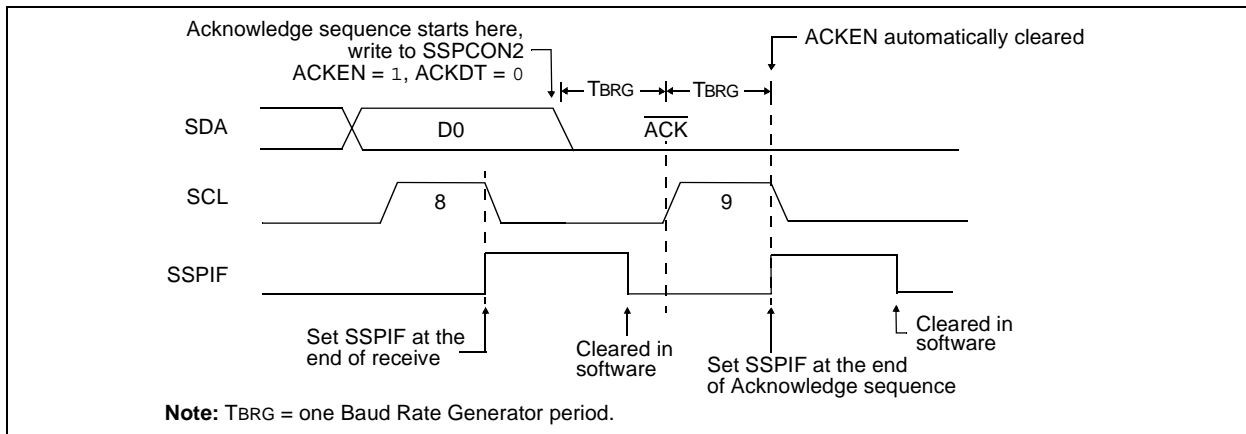 Acknowledge sequence starts here,
write to SSPCON2
ACKEN = 1, ACKDT = 0
ACKEN automatically cleared
TBRG
TBRG
SDA
D0
ACK
SCL
8
9
SSPIF
Set SSPIF at the
end of receive
Cleared in
software
Set SSPIF at the end
of Acknowledge sequence
Cleared in
software
Note: TBRG = one Baud Rate Generator period.